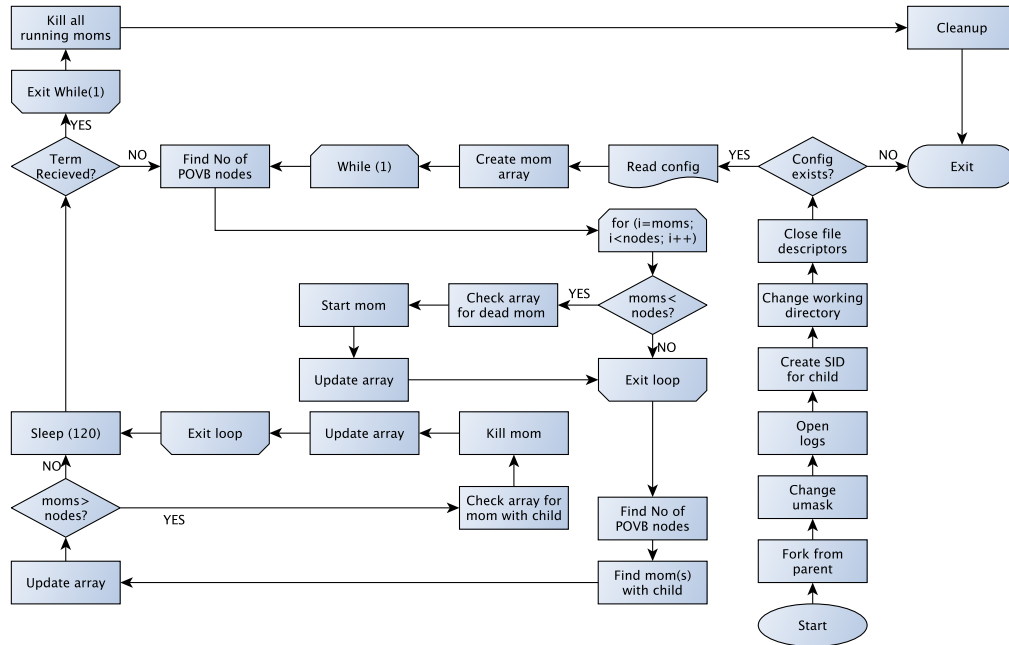 Kill all
running moms
Cleanup
Exit While(1)
YES
Term
Recieved?
NO
Find No of
POVB nodes
While (1)
Create mom
array
Read config
YES
Config
exists?
NO
Exit
for (i=moms;
i<nodes; i++)
Close file
descriptors
Start mom
Check array
for dead mom
YES
moms<
nodes?
Change working
directory
NO
Update array
Exit loop
Create SID
for child
Sleep (120)
Exit loop
Update array
Kill mom
Open
logs
NO
moms>
nodes?
YES
Check array for
mom with child
Change
umask
Find No of
POVB nodes
Update array
Find mom(s)
with child
Fork from
parent
Start